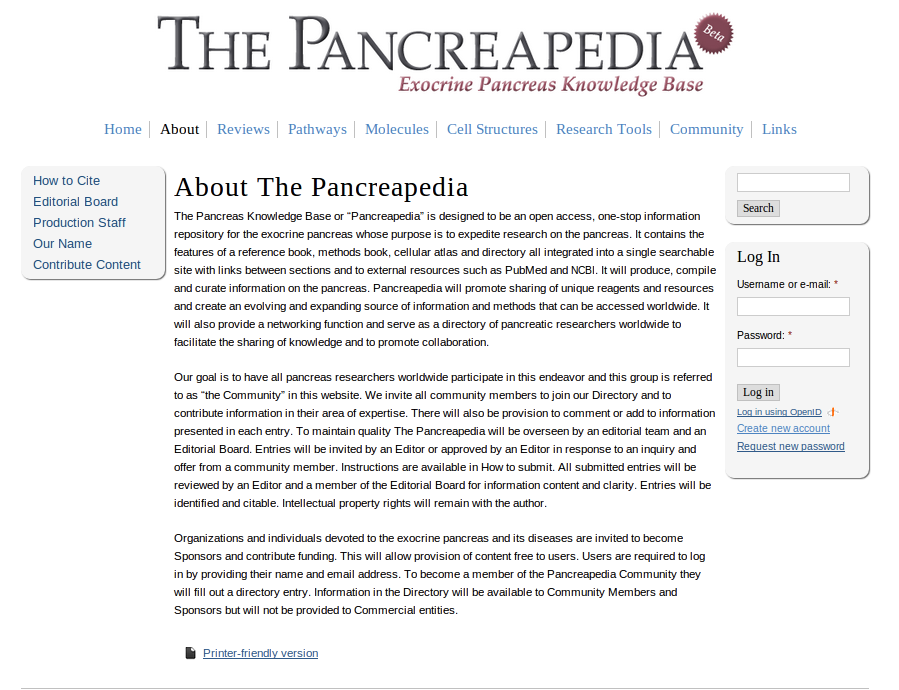 THE PANCREAPEDIA
Beta
Exocrine Pancreas Knowledge Base
Home About Reviews Pathways Molecules Cell Structures Research Tools Community Links
How to Cite
Editorial Board
Production Staff
Our Name
Contribute Content
About The Pancreapedia
The Pancreas Knowledge Base or “Pancreapedia” is designed to be an open access, one-stop information
repository for the exocrine pancreas whose purpose is to expedite research on the pancreas. It contains the
features of a reference book, methods book, cellular atlas and directory all integrated into a single searchable
site with links between sections and to external resources such as PubMed and NCBI. It will produce, compile
and curate information on the pancreas. Pancreapedia will promote sharing of unique reagents and resources
and create an evolving and expanding source of information and methods that can be accessed worldwide. It
will also provide a networking function and serve as a directory of pancreatic researchers worldwide to
facilitate the sharing of knowledge and to promote collaboration.
Our goal is to have all pancreas researchers worldwide participate in this endeavor and this group is referred
to as “the Community” in this website. We invite all community members to join our Directory and to
contribute information in their area of expertise. There will also be provision to comment or add to information
presented in each entry. To maintain quality The Pancreapedia will be overseen by an editorial team and an
Editorial Board. Entries will be invited by an Editor or approved by an Editor in response to an inquiry and
offer from a community member. Instructions are available in How to submit. All submitted entries will be
reviewed by an Editor and a member of the Editorial Board for information content and clarity. Entries will be
identified and citable. Intellectual property rights will remain with the author.
Organizations and individuals devoted to the exocrine pancreas and its diseases are invited to become
Sponsors and contribute funding. This will allow provision of content free to users. Users are required to log
in by providing their name and email address. To become a member of the Pancreapedia Community they
will fill out a directory entry. Information in the Directory will be available to Community Members and
Sponsors but will not be provided to Commercial entities.
Printer-friendly version
Search
Log In
Username or e-mail: *
Password: *
Log in
Log in using OpenID
Create new account
Request new password